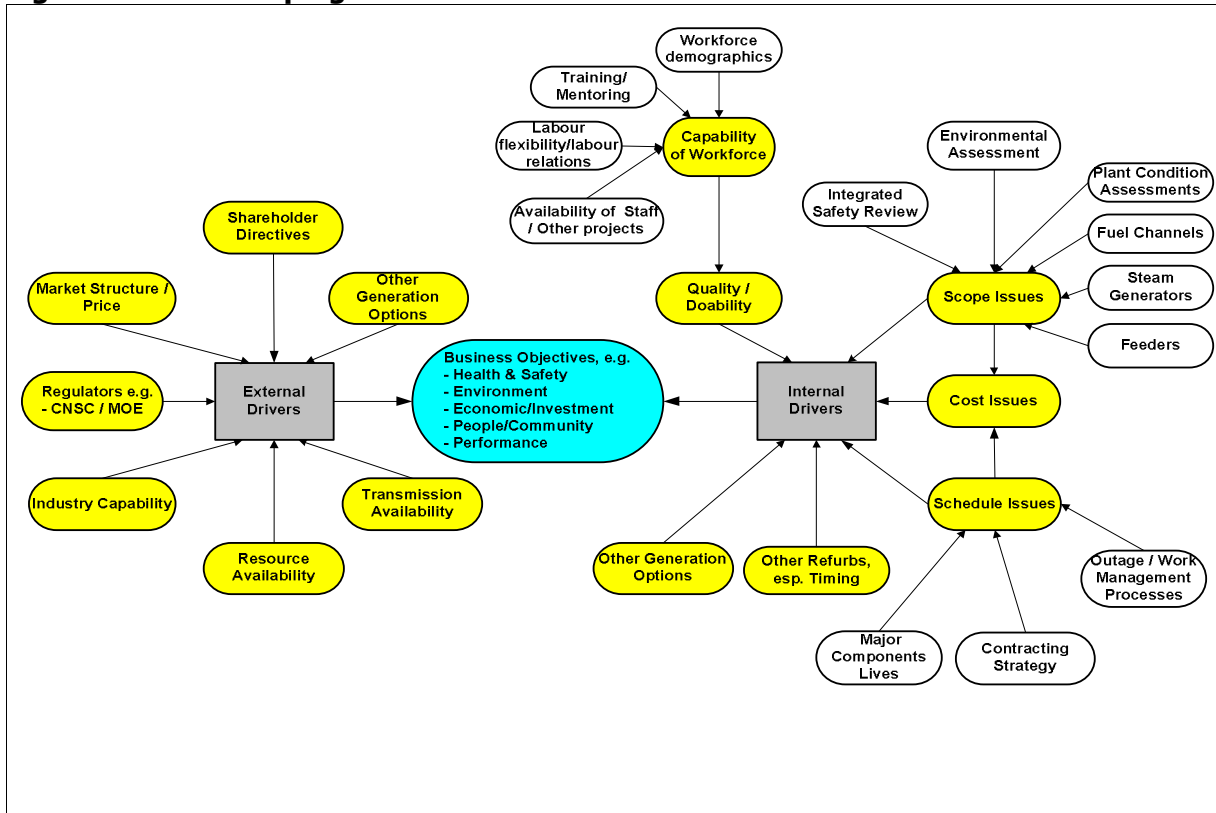 Workforce
demographics
Training/
Mentoring
Labour
flexibility/labour
relations
Availability of Staff
/ Other projects
Capability
of Workforce
Environmental
Assessment
Plant Condition
Assessments
Integrated
Safety Review
Fuel Channels
Steam
Generators
Feeders
Scope Issues
Shareholder
Directives
Market Structure /
Price
Other
Generation
Options
Quality /
Doability
Regulators e.g.
- CNSC / MOE
External
Drivers
Business Objectives, e.g.
- Health & Safety
- Environment
- Economic/Investment
- People/Community
- Performance
Internal
Drivers
Cost Issues
Industry Capability
Transmission
Availability
Resource
Availability
Schedule Issues
Other Generation
Options
Other Refurbs,
esp. Timing
Outage / Work
Management
Processes
Major
Components
Lives
Contracting
Strategy